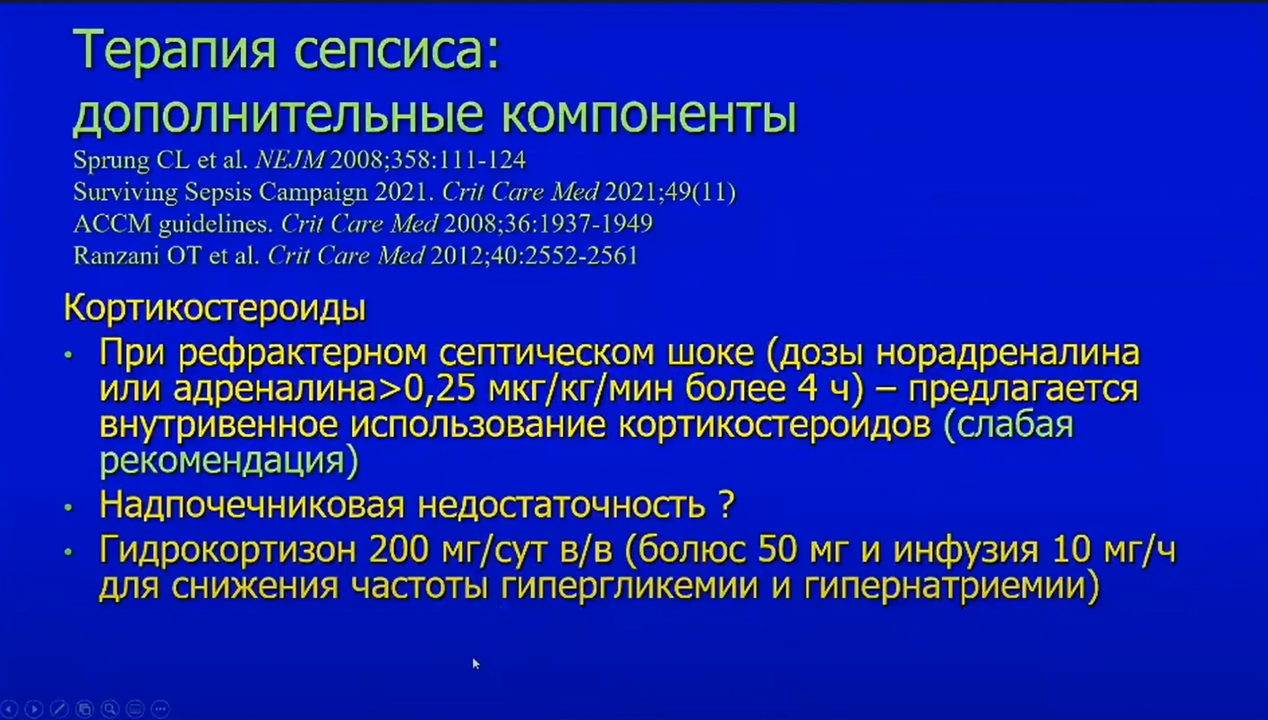 Терапия сепсиса:
дополнительные компоненты
Sprung CL et al. NEJM 2008;358:111-124
Surviving Sepsis Campaign 2021. Crit Care Med 2021;49(11)
ACCM guidelines. Crit Care Med 2008;36:1937-1949
Ranzani OT et al. Crit Care Med 2012;40:2552-2561
Кортикостероиды
• При рефрактерном септическом шоке (дозы норадреналина
или адреналина>0,25 мкг/кг/мин более 4 ч) – предлагается
внутривенное использование кортикостероидов (слабая
рекомендация)
• Надпочечниковая недостаточность ?
• Гидрокортизон 200 мг/сут в/в (болюс 50 мг и инфузия 10 мг/ч
для снижения частоты гипергликемии и гипернатриемии)